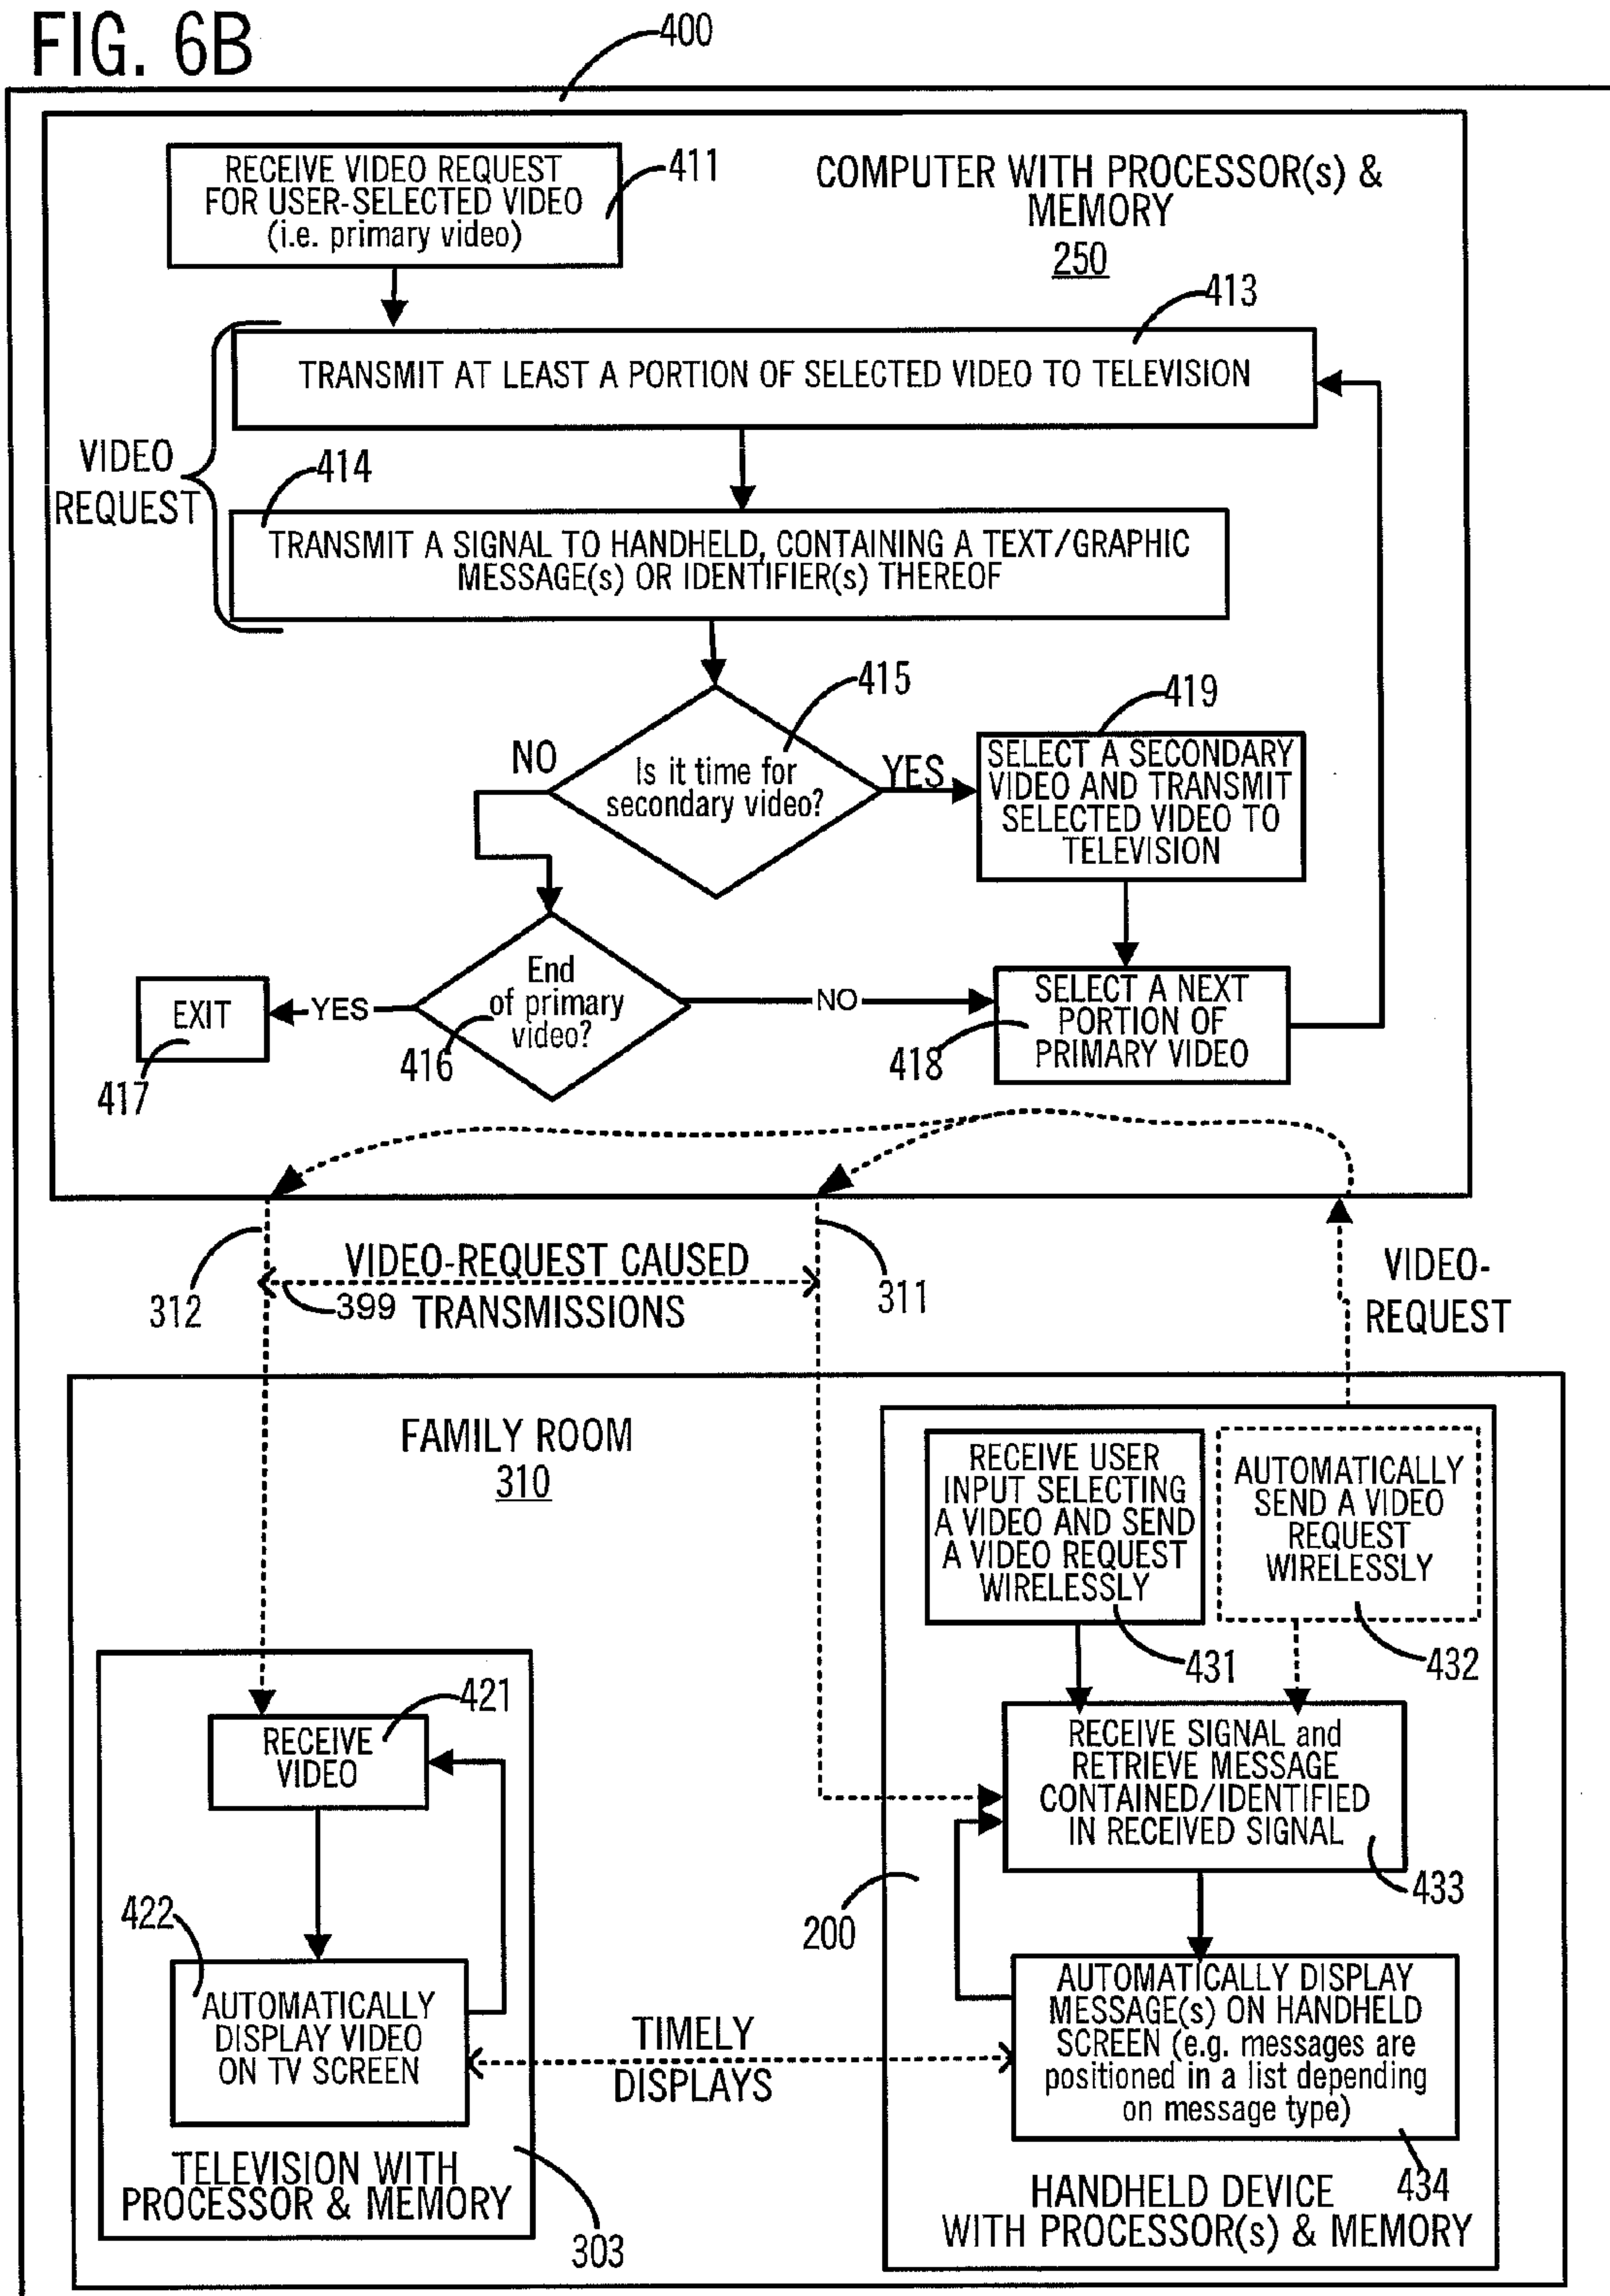 FIG. 6B
400
RECEIVE VIDEO REQUEST
FOR USER-SELECTED VIDEO
(i.e. primary video)
411
COMPUTER WITH PROCESSOR(s) &
MEMORY
250
413
TRANSMIT AT LEAST A PORTION OF SELECTED VIDEO TO TELEVISION
VIDEO
REQUEST
414
TRANSMIT A SIGNAL TO HANDHELD, CONTAINING A TEXT/GRAPHIC
MESSAGE(s) OR IDENTIFIER(s) THEREOF
415
NO
Is it time for
secondary video?
YES
419
SELECT A SECONDARY
VIDEO AND TRANSMIT
SELECTED VIDEO TO
TELEVISION
End
of primary
video?
416
YES
EXIT
417
NO
SELECT A NEXT
PORTION OF
PRIMARY VIDEO
418
312
VIDEO-REQUEST CAUSED
399 TRANSMISSIONS
311
VIDEO-
REQUEST
FAMILY ROOM
310
RECEIVE USER
INPUT SELECTING
A VIDEO AND SEND
A VIDEO REQUEST
WIRELESSLY
431
AUTOMATICALLY
SEND A VIDEO
REQUEST
WIRELESSLY
432
421
RECEIVE
VIDEO
RECEIVE SIGNAL and
RETRIEVE MESSAGE
CONTAINED/IDENTIFIED
IN RECEIVED SIGNAL
433
200
422
AUTOMATICALLY
DISPLAY VIDEO
ON TV SCREEN
TIMELY
DISPLAYS
AUTOMATICALLY DISPLAY
MESSAGE(s) ON HANDHELD
SCREEN (e.g. messages are
positioned in a list depending
on message type)
434
TELEVISION WITH
PROCESSOR & MEMORY
303
HANDHELD DEVICE
WITH PROCESSOR(s) & MEMORY